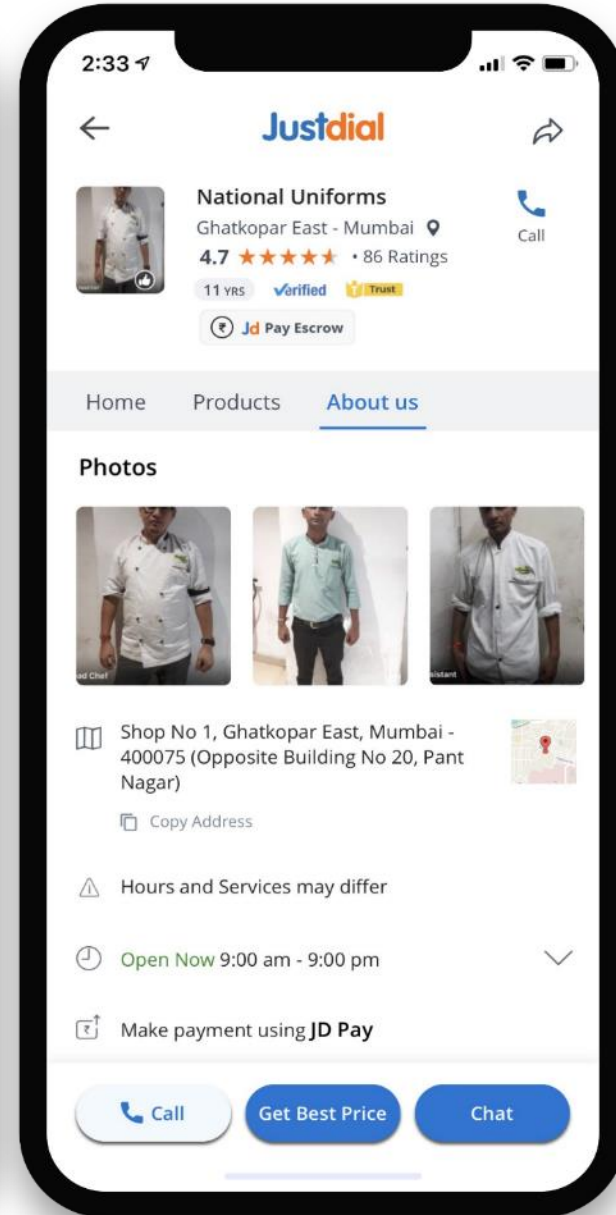 2:33
Justdial
National Uniforms
Ghatkopar East - Mumbai
4.7 • 86 Ratings
Call
11 YRS Verified Trust
₹ Jd Pay Escrow
Home Products About us
Photos
ad Chef
sistant
Shop No 1, Ghatkopar East, Mumbai -
400075 (Opposite Building No 20, Pant
Nagar)
Copy Address
Hours and Services may differ
Open Now 9:00 am - 9:00 pm
Make payment using JD Pay
Call Get Best Price Chat